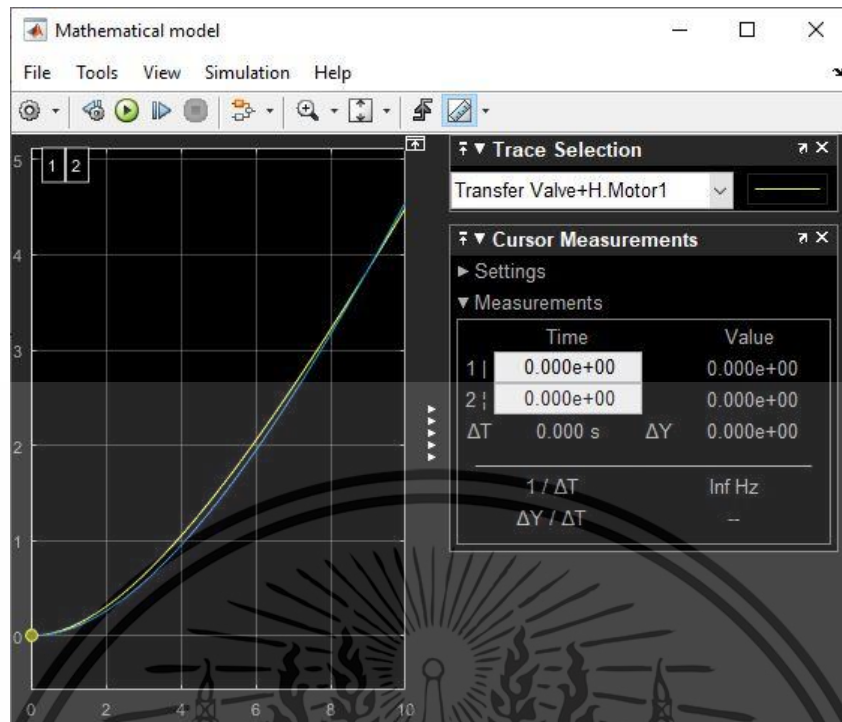 Mathematical model
File Tools View Simulation Help
1 2
5
4
3
2
1
0
0 2 4 6 8 10
Trace Selection
Transfer Valve+H.Motor1
Cursor Measurements
Settings
Measurements
Time Value
1 | 0.000e+00 0.000e+00
2 ¦ 0.000e+00 0.000e+00
ΔT 0.000 s ΔY 0.000e+00
1 / ΔT Inf Hz
ΔY / ΔT --